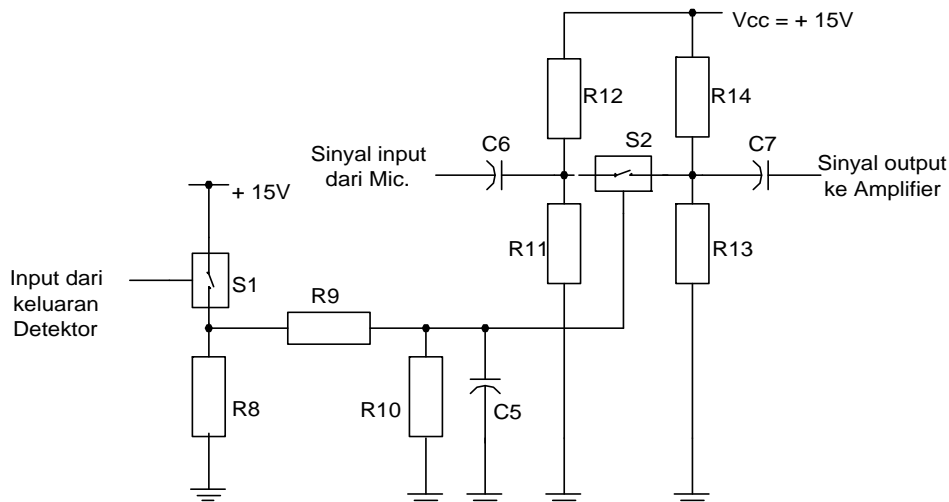 Vcc = + 15V
R12
R14
C6
S2
C7
Sinyal input
dari Mic.
Sinyal output
ke Amplifier
+ 15V
R11
R13
Input dari
keluaran
Detektor
S1
R9
R8
R10
C5